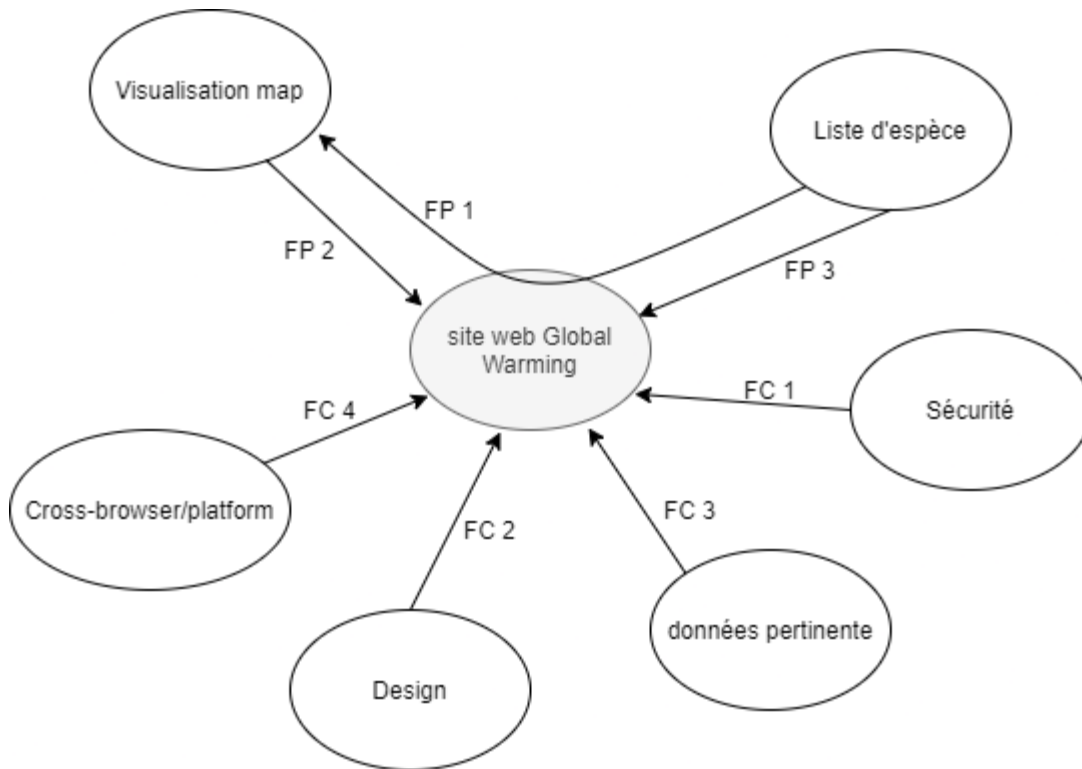 Visualisation map
Liste d'espèce
FP 1
FP 2
FP 3
site web Global
Warming
FC 1
FC 4
Sécurité
Cross-browser/platform
FC 3
FC 2
données pertinente
Design